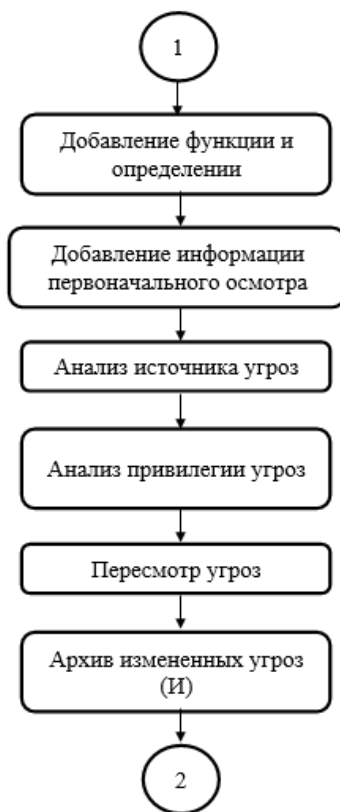 1
Добавление функции и
определении
Добавление информации
первоначального осмотра
Анализ источника угроз
Анализ привилегии угроз
Пересмотр угроз
Архив измененных угроз
(И)
2